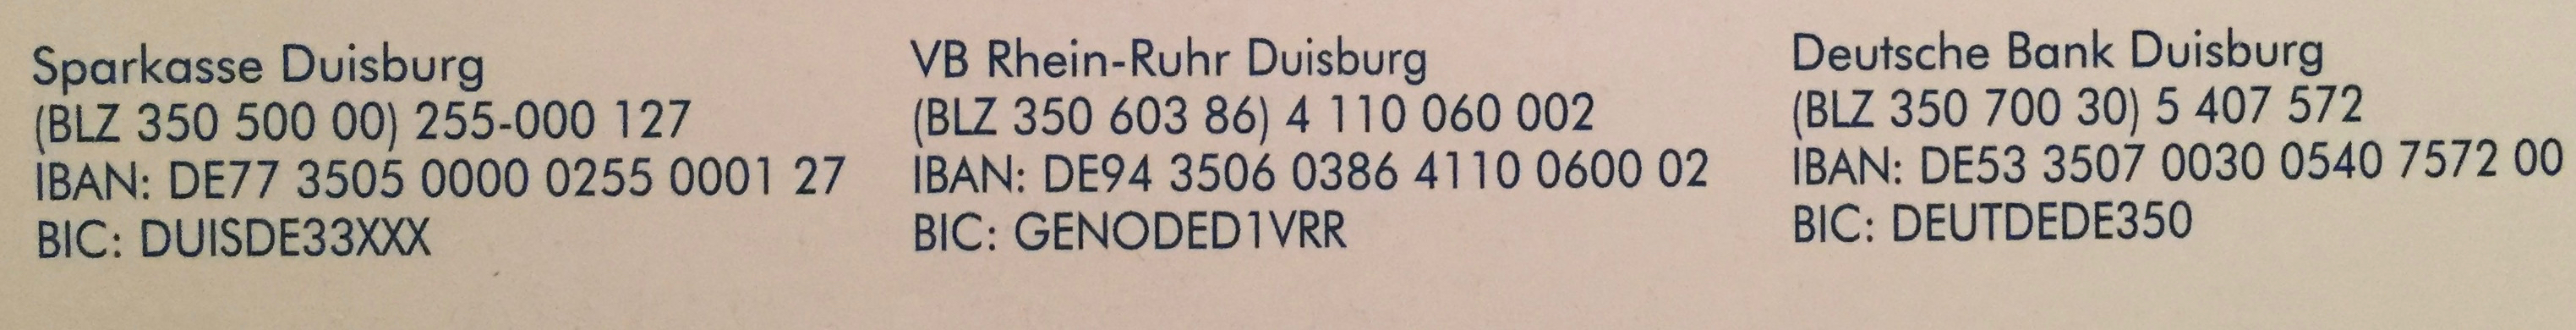 Sparkasse Duisburg
(BLZ 350 500 00) 255-000 127
IBAN: DE77 3505 0000 0255 0001 27
BIC: DUISDE33XXX
VB Rhein-Ruhr Duisburg
(BLZ 350 603 86) 4 110 060 002
IBAN: DE94 3506 0386 4110 0600 02
BIC: GENODED1VRR
Deutsche Bank Duisburg
(BLZ 350 700 30) 5 407 572
IBAN: DE53 3507 0030 0540 7572 00
BIC: DEUTDEDE350